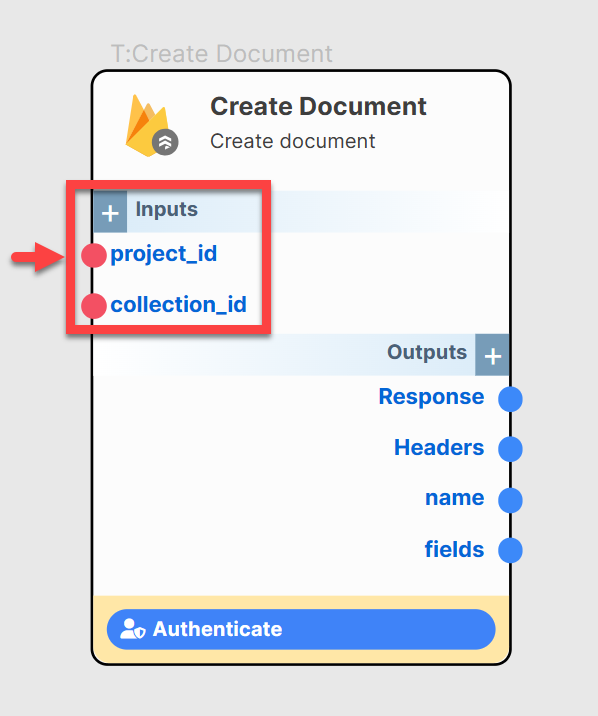 T:Create Document
Create Document
Create document
+ Inputs
project_id
collection_id
Outputs +
Response
Headers
name
fields
Authenticate